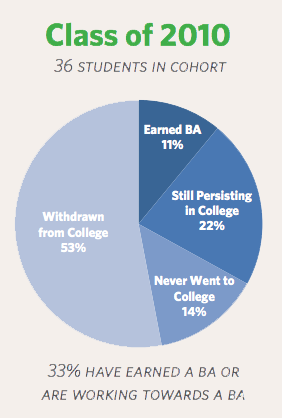 Class of 2010
36 STUDENTS IN COHORT
Earned BA
11%
Still Persisting
in College
22%
Withdrawn
from College
53%
Never Went to
College
14%
33% HAVE EARNED A BA OR
ARE WORKING TOWARDS A BA